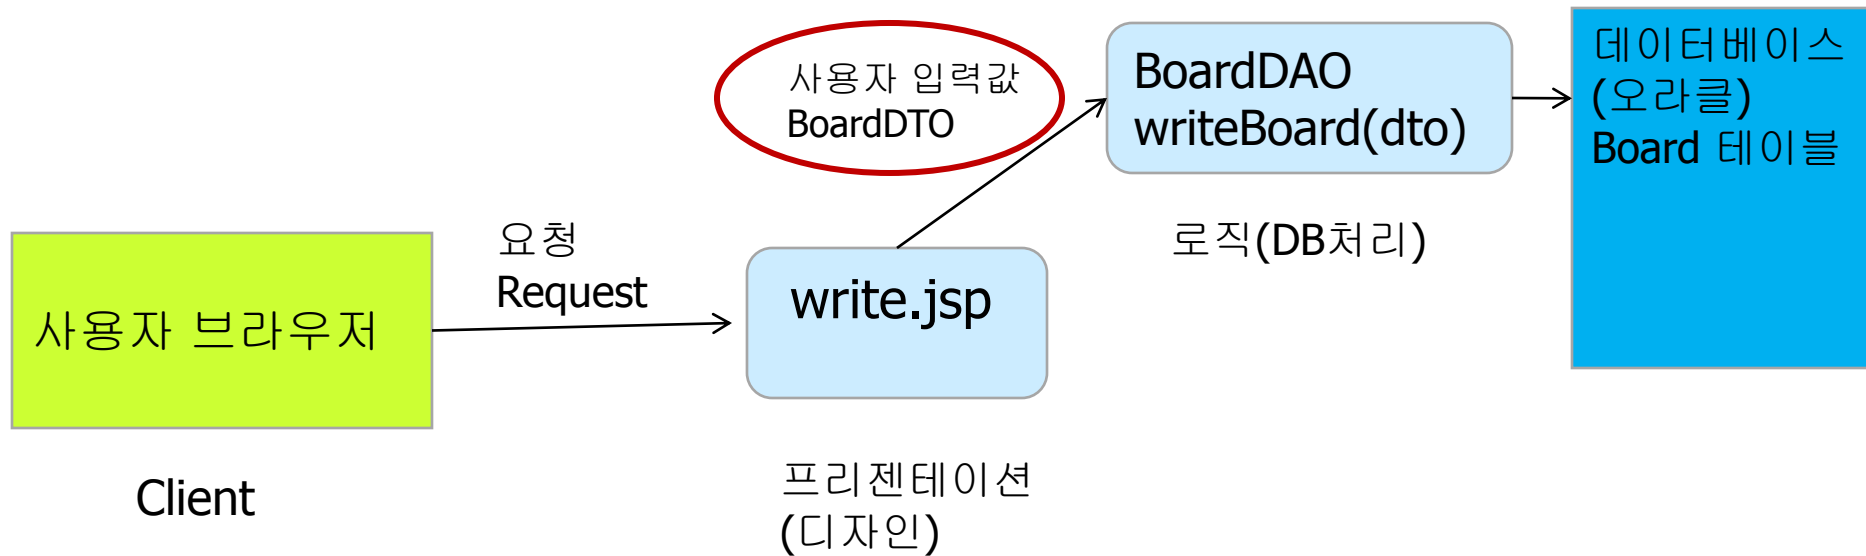 사용자 입력값
BoardDTO
BoardDAO
writeBoard(dto)
데이터베이스
(오라클)
Board 테이블
요청
Request
로직(DB처리)
사용자 브라우저
write.jsp
Client
프리젠테이션
(디자인)